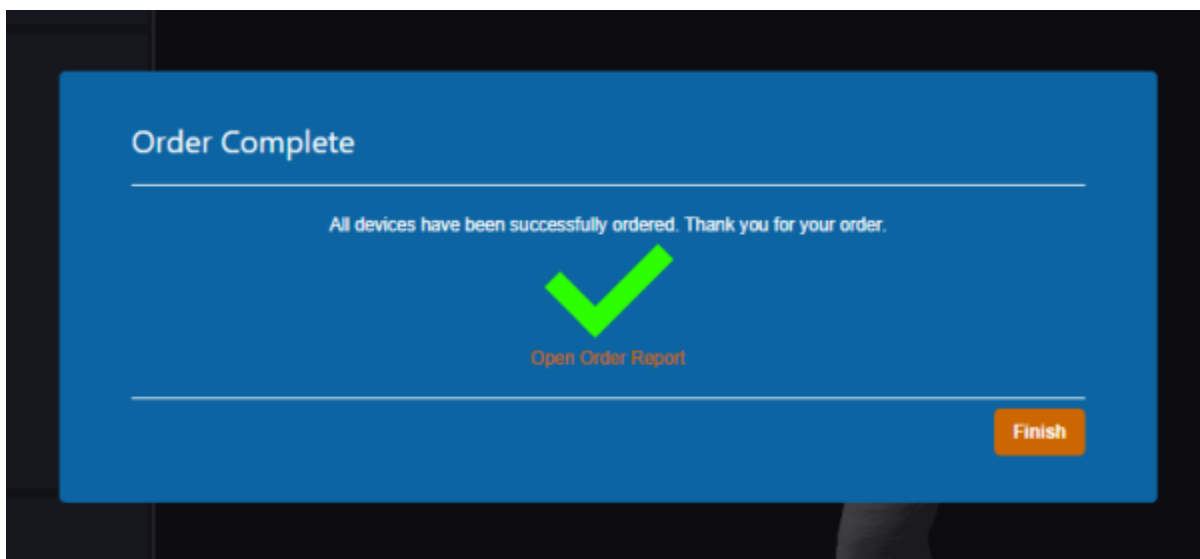 Order Complete
All devices have been successfully ordered. Thank you for your order.
Open Order Report
Finish